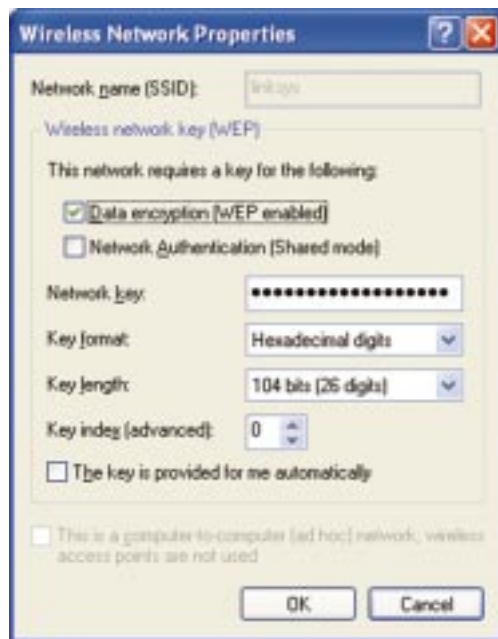 Wireless Network Properties
Network name (SSID): linksys
Wireless network key (WEP)
This network requires a key for the following:
Data encryption (WEP enabled)
Network Authentication (Shared mode)
Network key: ••••••••••••••••••
Key format: Hexadecimal digits
Key length: 104 bits (26 digits)
Key index (advanced): 0
The key is provided for me automatically
This is a computer-to-computer (ad hoc) network; wireless
access points are not used
OK Cancel